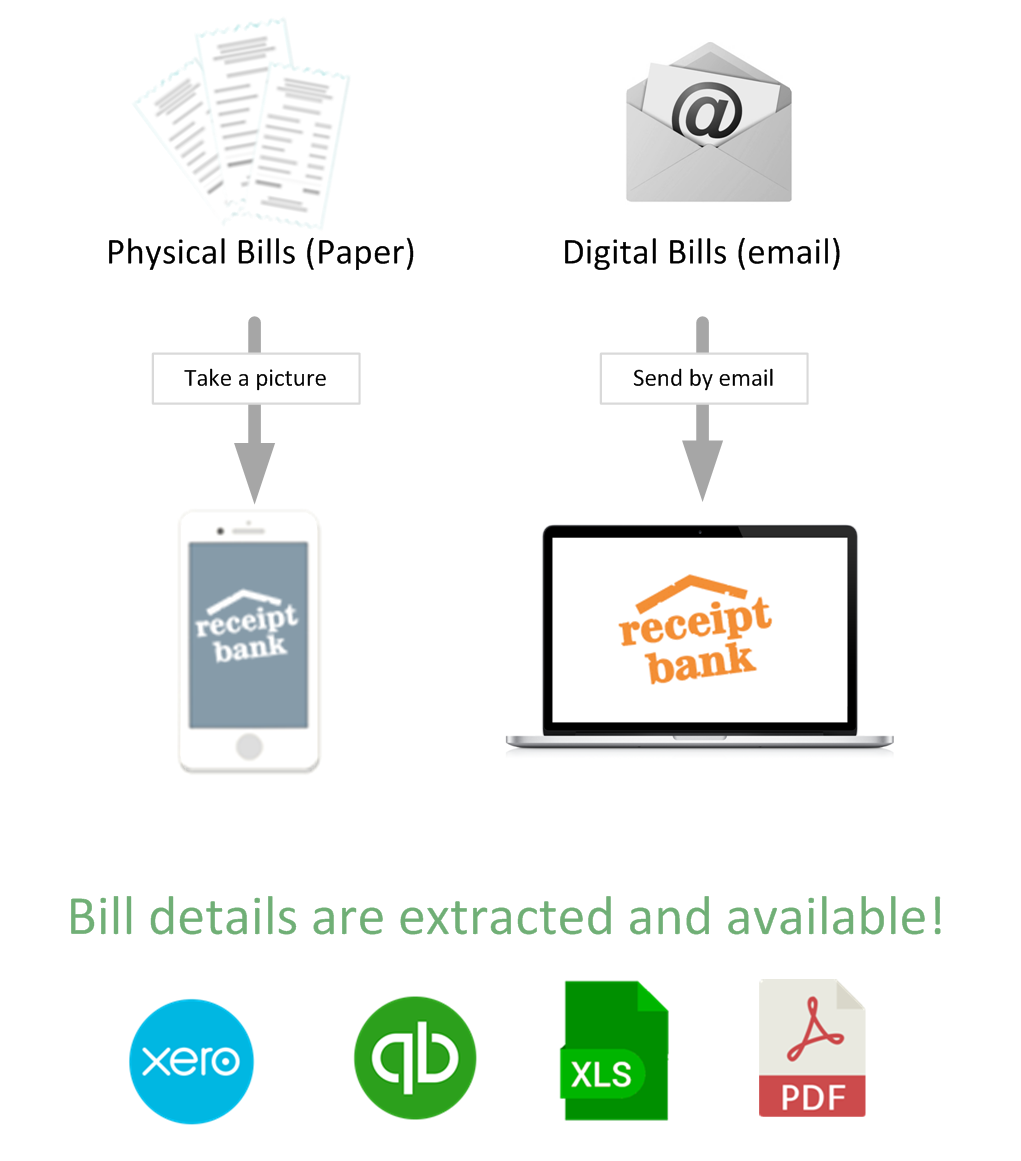 @
Physical Bills (Paper)
Digital Bills (email)
Take a picture
Send by email
receipt
bank
receipt
bank
Bill details are extracted and available!
xero
qb
XLS
PDF